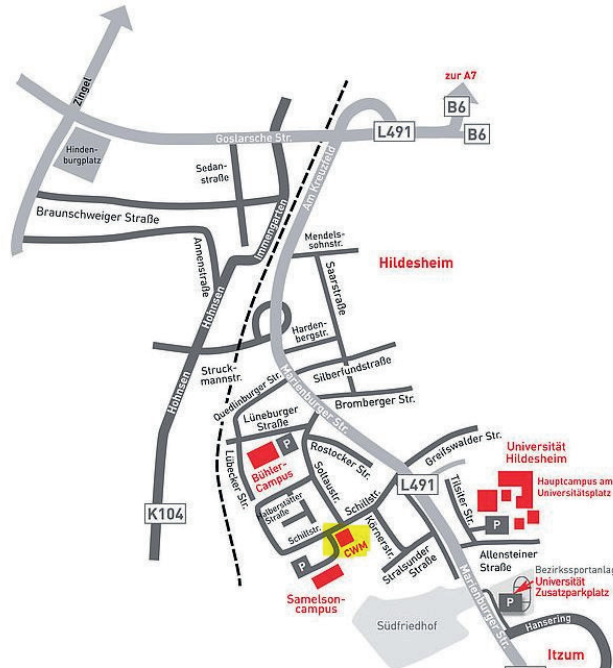 Zingel
zur A7
B6
B6
L491
Goslarsche Str.
Hinden-
burgplatz
Sedan-
straße
Am Kreuzfeld
Braunschweiger Straße
Immengarten
Mendels-
sohnstr.
Annenstraße
Saarstraße
Hildesheim
Hohnsen
Harden-
bergstr.
Struck-
mannstr.
Silberfundstraße
Hohnsen
Quedlinburger Str.
Marienburger Str.
Bromberger Str.
Lüneburger
Straße
Greifswalder Str.
Universität
Hildesheim
P
Rostocker Str.
Bühler-
Campus
Lübecker Str.
Soltaustr.
L491
Tilsiter Str.
Hauptcampus am
Universitätsplatz
Halberstätter
Straße
Schillstr.
K104
P
Schillstr.
Körnerstr.
CWM
Allensteiner
Straße
P
Stralsunder
Straße
Bezirkssportanlag
Samelson-
campus
Marienburger Str.
Universität
Zusatzparkplatz
P
Südfriedhof
Hansering
Itzum